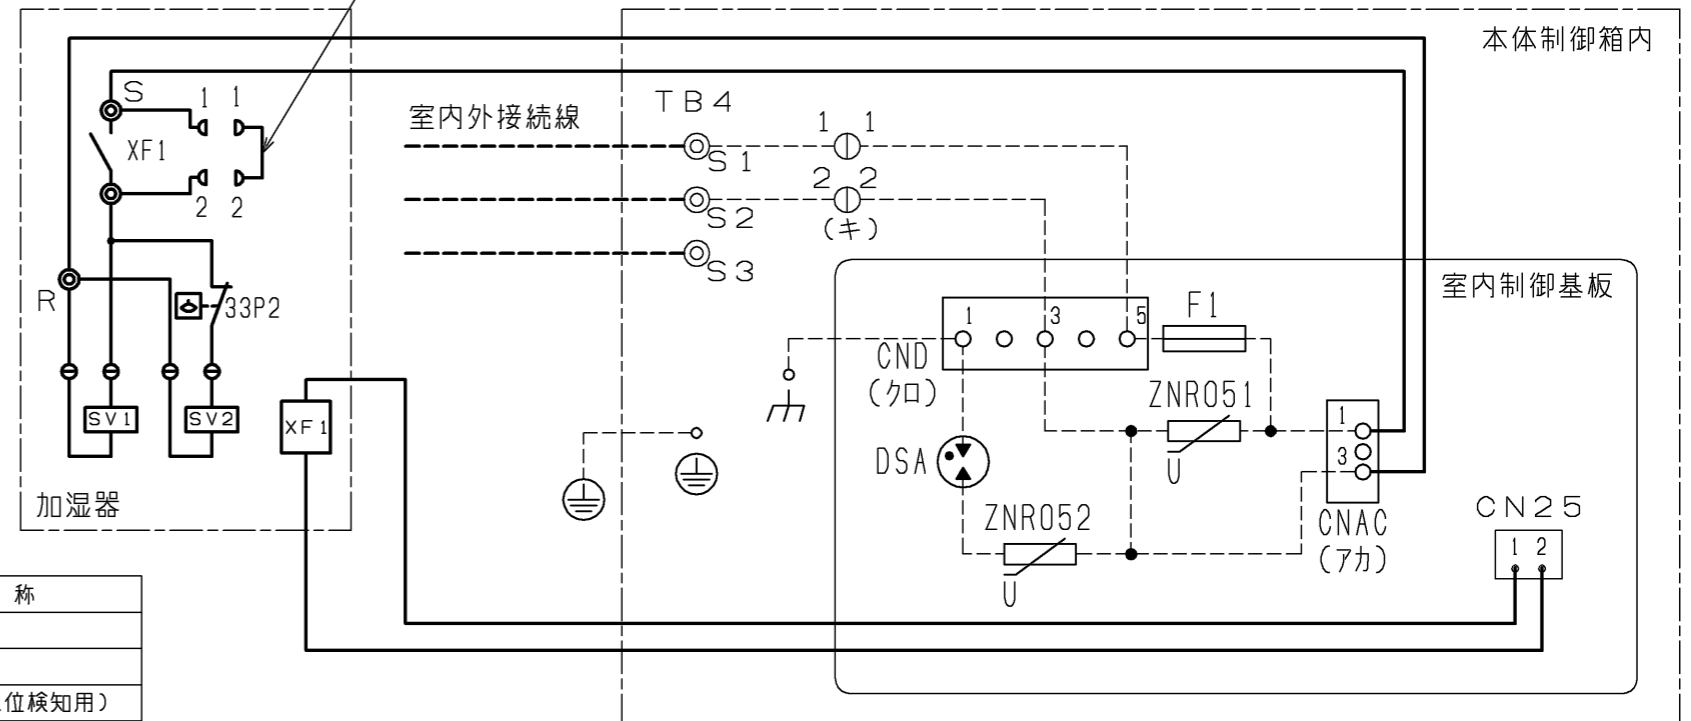 本体制御箱内
S
1 1
XF1
2 2
R
33P2
SV1
SV2
XF1
加湿器
室内外接続線
TB4
1 1
S1
2 2
S2
(キ)
S3
室内制御基板
1 3 5
F1
CND
(クロ)
ZNR051
U
DSA
ZNR052
U
1
3
CNAC
(アカ)
CN25
1 2
称
位検知用)